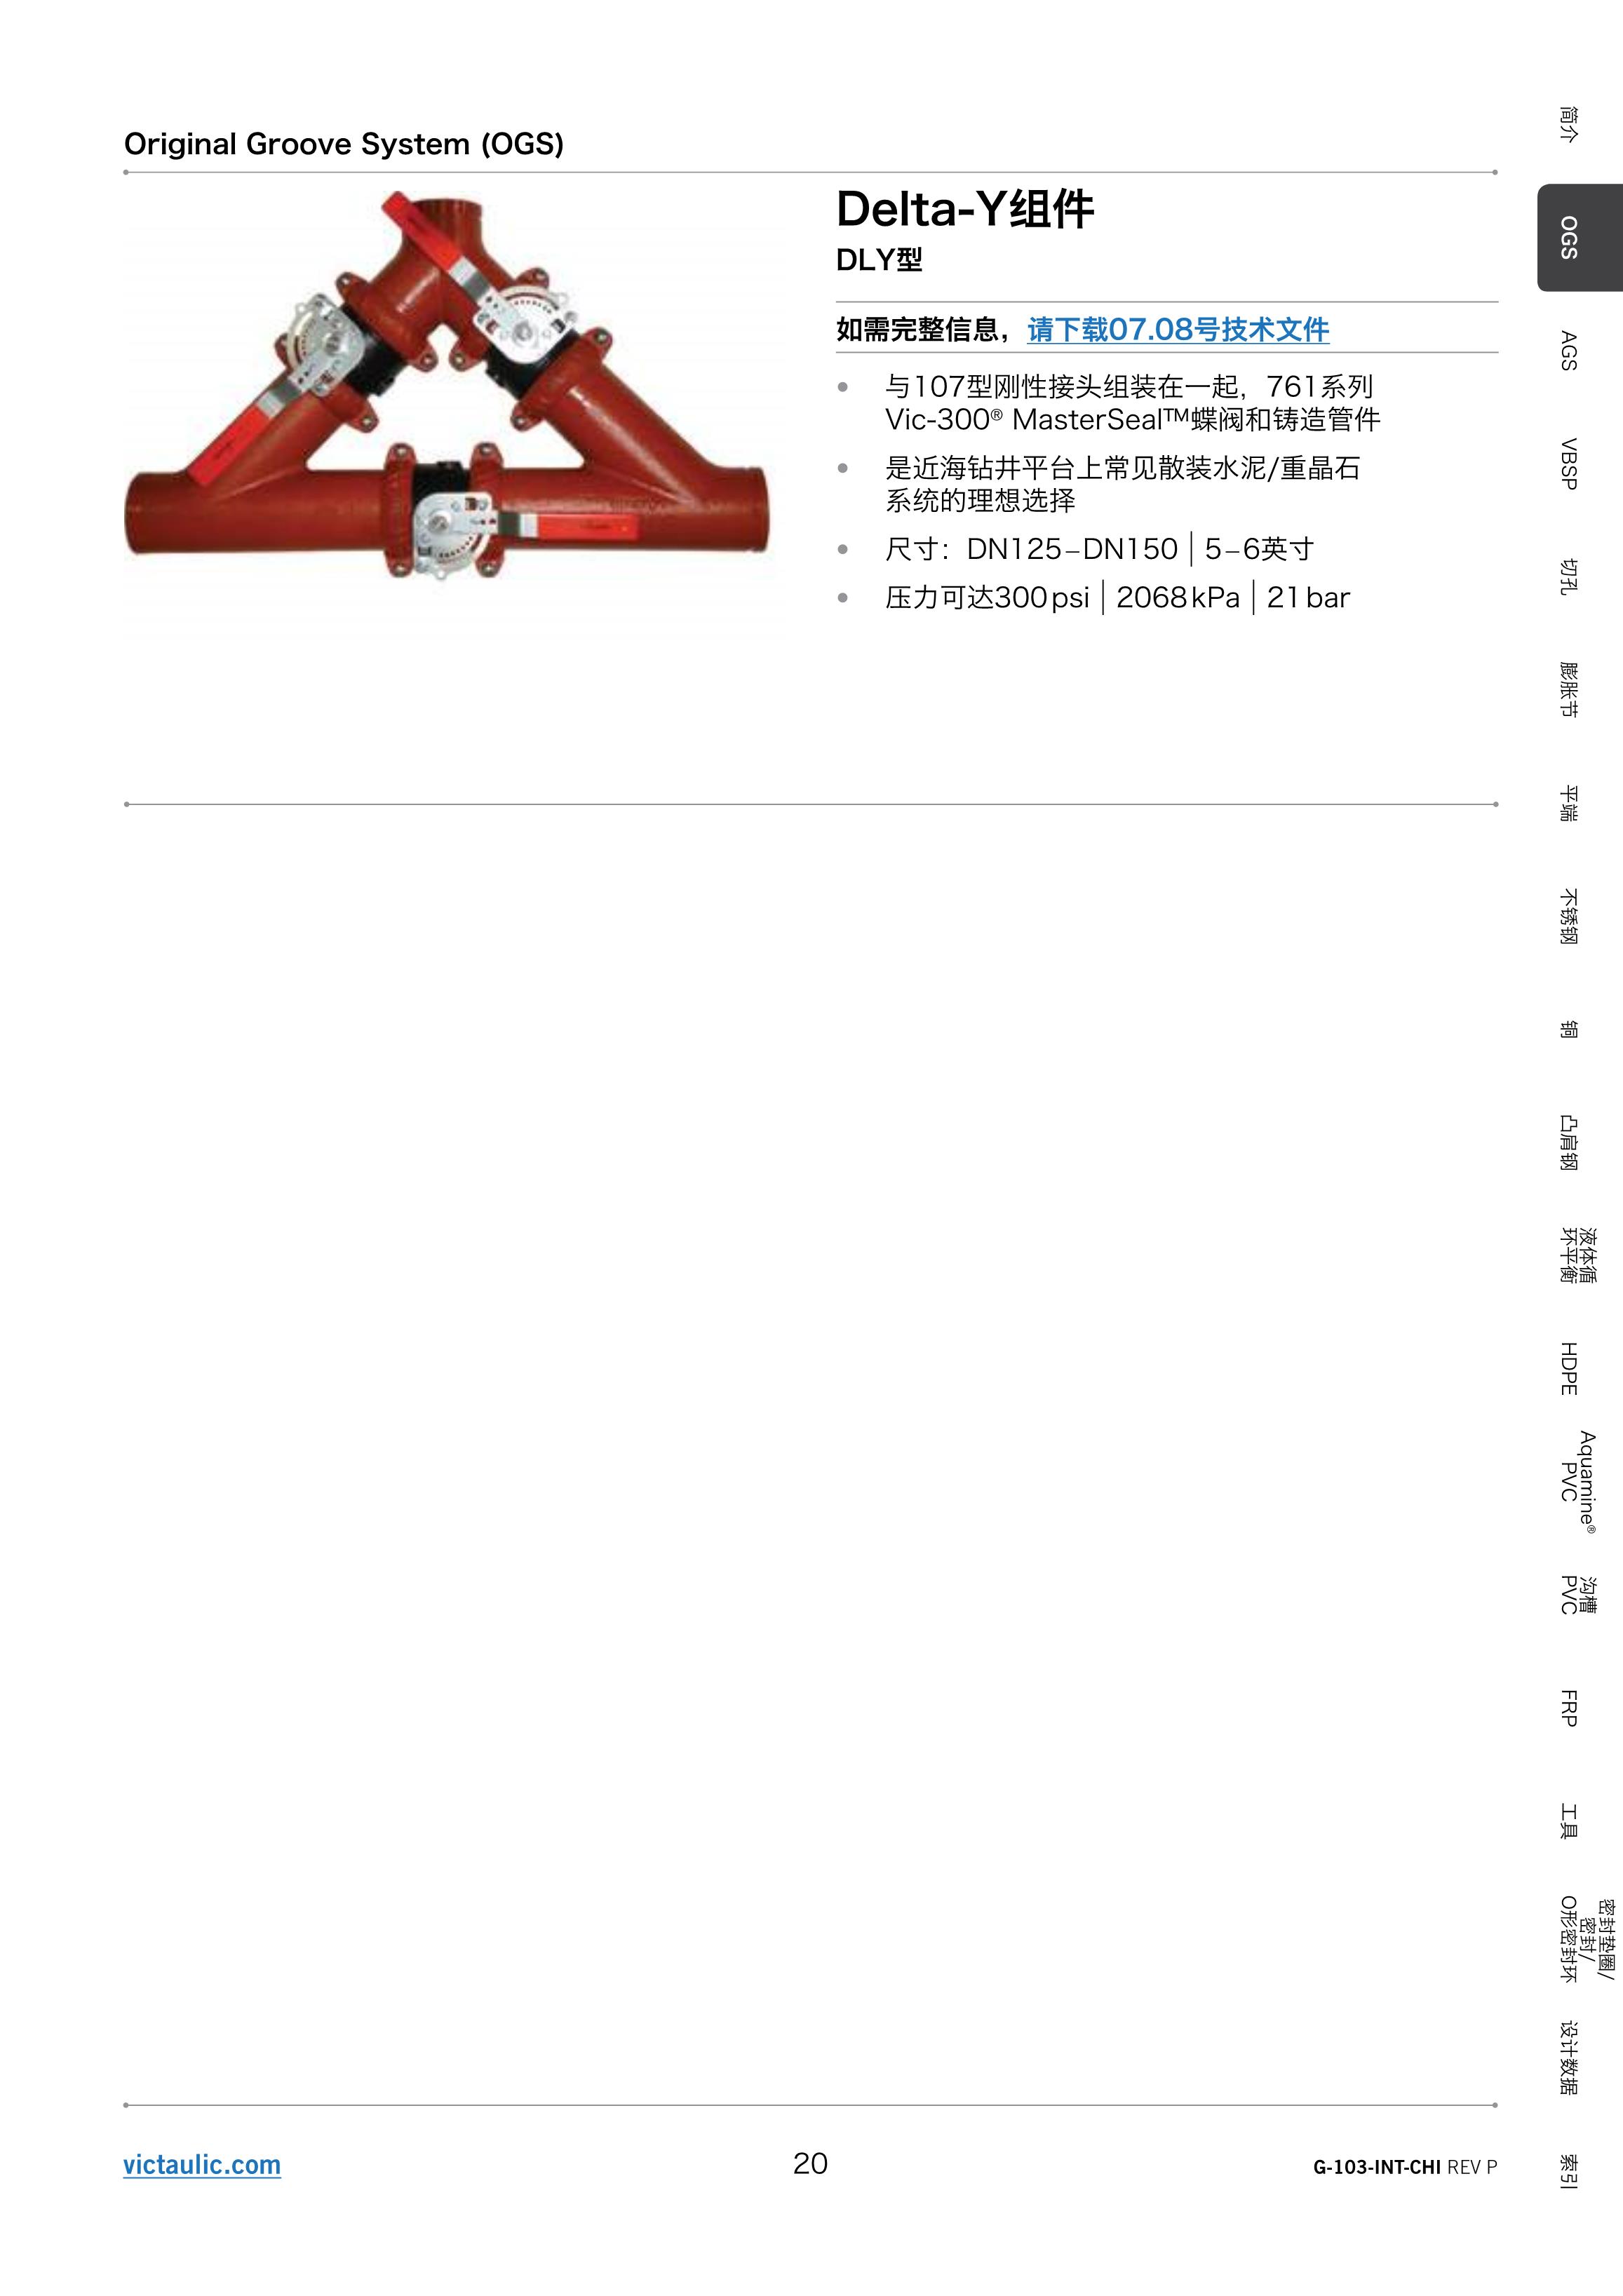 Original Groove System (OGS)
Delta-Y组件
DLY型
如需完整信息，请下载07.08号技术文件
• 与107型刚性接头组装在一起，761系列
Vic-300® MasterSeal™蝶阀和铸造管件
• 是近海钻井平台上常见散装水泥/重晶石
系统的理想选择
• 尺寸：DN125–DN150 | 5–6英寸
• 压力可达300 psi | 2068 kPa | 21 bar
简介
OGS
AGS
VBSP
切孔
膨胀节
平端
不锈钢
铜
凸肩钢
液体循
环平衡
HDPE
Aquamine®
PVC
沟槽
PVC
FRP
工具
密封垫圈/
密封/
O形密封环
设计数据
索引
victaulic.com
20
G-103-INT-CHI REV P